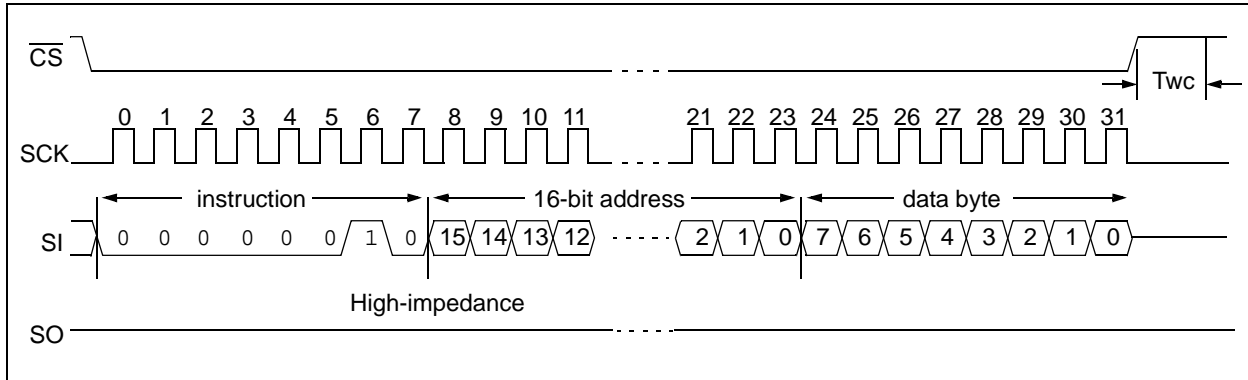 CS
Twc
0 1 2 3 4 5 6 7 8 9 10 11 21 22 23 24 25 26 27 28 29 30 31
SCK
instruction 16-bit address data byte
SI 0 0 0 0 0 0 1 0 15 14 13 12 2 1 0 7 6 5 4 3 2 1 0
High-impedance
SO